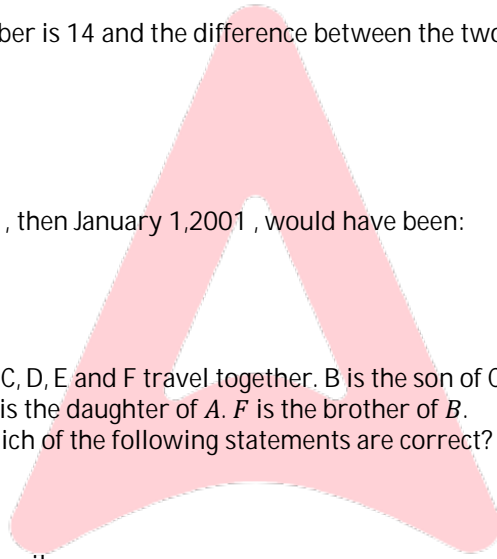 ber is 14 and the difference between the two
, then January 1,2001 , would have been:
C, D, E and F travel together. B is the son of
is the daughter of A. F is the brother of B.
ich of the following statements are correct?